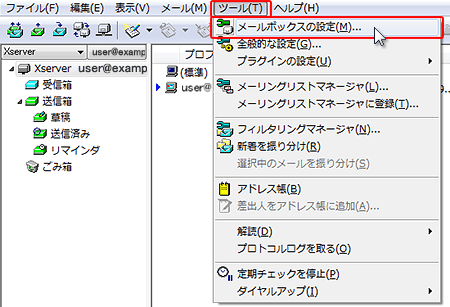 ファイル(F) 編集(E) 表示(V) メール(M) ツール(T) ヘルプ(H)
Xserver user@examp
プロフ
Xserver user@examp
受信箱
送信箱
草稿
送信済み
リマインダ
ごみ箱
(標準)
user@
メールボックスの設定(M)...
全般的な設定(G)...
プラグインの設定(U)
メーリングリストマネージャ(L)...
メーリングリストマネージャに登録(T)...
フィルタリングマネージャ(N)...
新着を振り分け(R)
選択中のメールを振り分け(S)
アドレス帳(B)
差出人をアドレス帳に追加(A)...
解読(D)
プロトコルログを取る(O)
定期チェックを停止(P)
ダイヤルアップ(I)